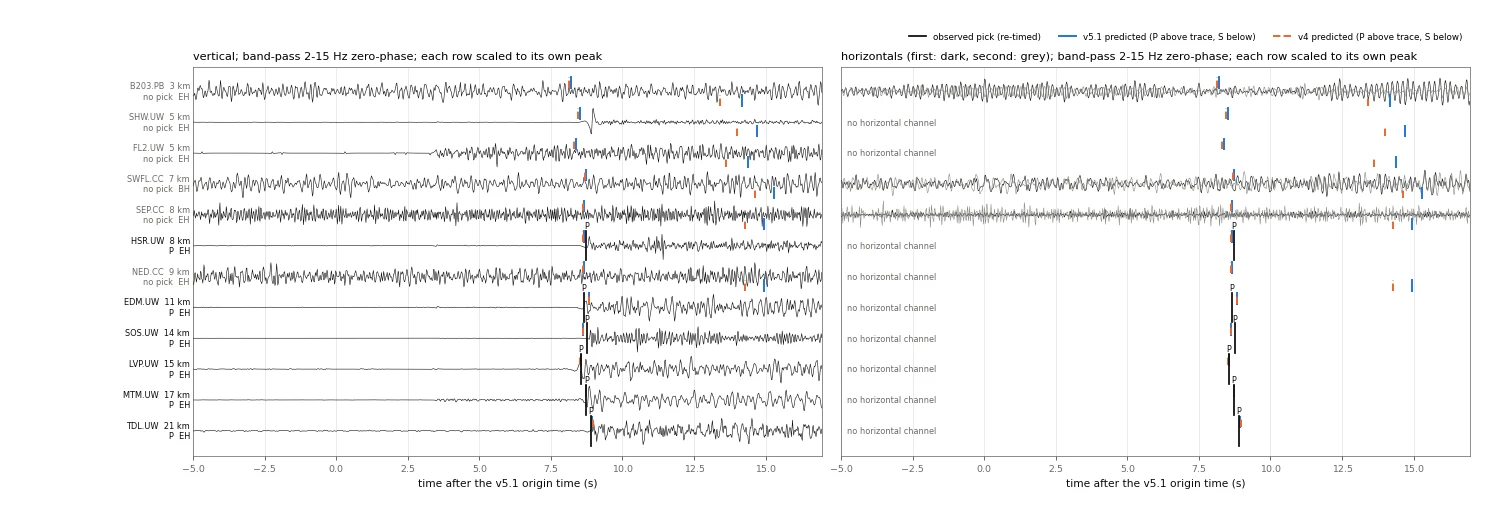 observed pick (re-timed)
v5.1 predicted (P above trace, S below)
v4 predicted (P above trace, S below)
vertical; band-pass 2-15 Hz zero-phase; each row scaled to its own peak
horizontals (first: dark, second: grey); band-pass 2-15 Hz zero-phase; each row scaled to its own peak
B203.PB 3 km
no pick EH
SHW.UW 5 km
no pick EH
no horizontal channel
FL2.UW 5 km
no pick EH
no horizontal channel
SWFL.CC 7 km
no pick BH
SEP.CC 8 km
no pick EH
P
P
HSR.UW 8 km
P EH
no horizontal channel
NED.CC 9 km
no pick EH
no horizontal channel
P
P
EDM.UW 11 km
P EH
no horizontal channel
P
P
SOS.UW 14 km
P EH
no horizontal channel
P
P
LVP.UW 15 km
P EH
no horizontal channel
P
P
MTM.UW 17 km
P EH
no horizontal channel
P
P
TDL.UW 21 km
P EH
no horizontal channel
−5.0 −2.5 0.0 2.5 5.0 7.5 10.0 12.5 15.0
−5.0 −2.5 0.0 2.5 5.0 7.5 10.0 12.5 15.0
time after the v5.1 origin time (s)
time after the v5.1 origin time (s)